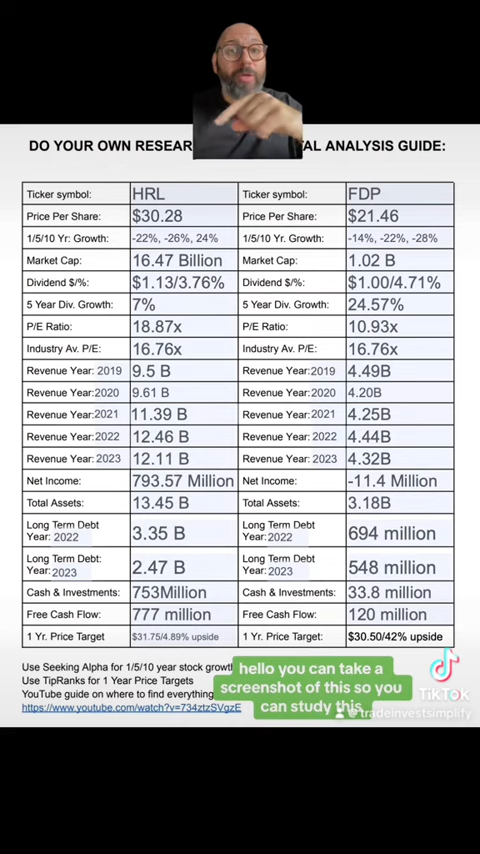 DO YOUR OWN RESEAR AL ANALYSIS GUIDE:
Ticker symbol: HRL Ticker symbol: FDP
Price Per Share: $30.28 Price Per Share: $21.46
1/5/10 Yr. Growth: -22%, -26%, 24% 1/5/10 Yr. Growth: -14%, -22%, -28%
Market Cap: 16.47 Billion Market Cap: 1.02 B
Dividend $/%: $1.13/3.76% Dividend $/%: $1.00/4.71%
5 Year Div. Growth: 7% 5 Year Div. Growth: 24.57%
P/E Ratio: 18.87x P/E Ratio: 10.93x
Industry Av. P/E: 16.76x Industry Av. P/E: 16.76x
Revenue Year: 2019 9.5 B Revenue Year:2019 4.49B
Revenue Year:2020 9.61 B Revenue Year:2020 4.20B
Revenue Year:2021 11.39 B Revenue Year:2021 4.25B
Revenue Year:2022 12.46 B Revenue Year: 2022 4.44B
Revenue Year: 2023 12.11 B Revenue Year: 2023 4.32B
Net Income: 793.57 Million Net Income: -11.4 Million
Total Assets: 13.45 B Total Assets: 3.18B
Long Term Debt Year: 2022 3.35 B Long Term Debt Year:2022 694 million
Long Term Debt: Year:2023 2.47 B Long Term Debt: Year:2023 548 million
Cash & Investments: 753Million Cash & Investments: 33.8 million
Free Cash Flow: 777 million Free Cash Flow: 120 million
1 Yr. Price Target $31.75/4.89% upside 1 Yr. Price Target: $30.50/42% upside
Use Seeking Alpha for 1/5/10 year stock growt
Use TipRanks for 1 Year Price Targets
YouTube guide on where to find everything
https://www.youtube.com/watch?v=734ztzSVgzE
hello you can take a
screenshot of this so you
can study this
TikTok
@tradeinvestsimplify